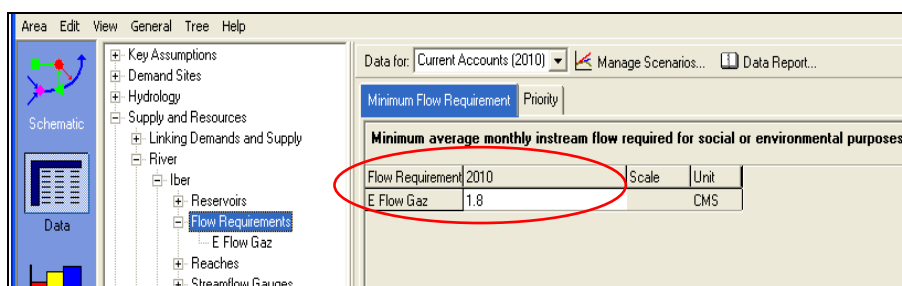 Area Edit View General Tree Help
Schematic
Data
Key Assumptions
Demand Sites
Hydrology
Supply and Resources
Linking Demands and Supply
River
Iber
Reservoirs
Flow Requirements
E Flow Gaz
Reaches
Streamflow Gauges
Data for: Current Accounts (2010) Manage Scenarios... Data Report...
Minimum Flow Requirement Priority
Minimum average monthly instream flow required for social or environmental purposes
Flow Requirement 2010 Scale Unit
E Flow Gaz 1.8 CMS